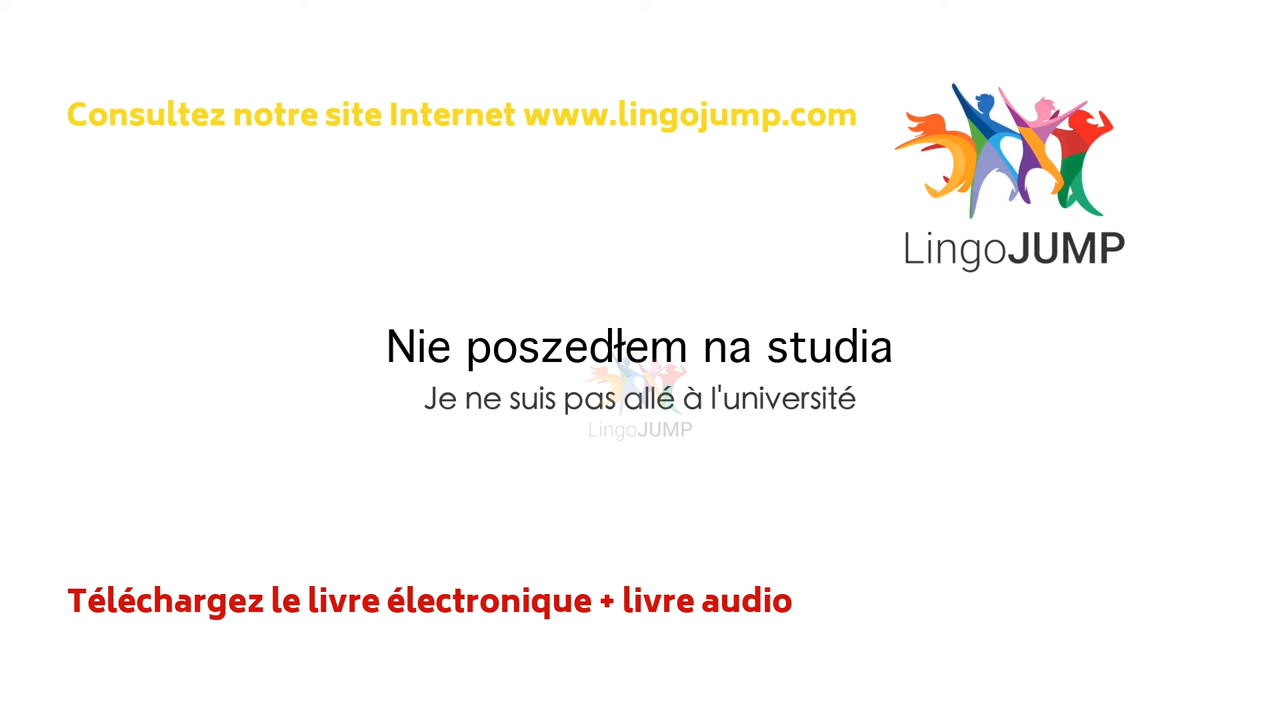 Consultez notre site Internet www.lingojump.com
LingoJUMP
Nie poszedłem na studia
Je ne suis pas allé à l'université
LingoJUMP
Téléchargez le livre électronique + livre audio